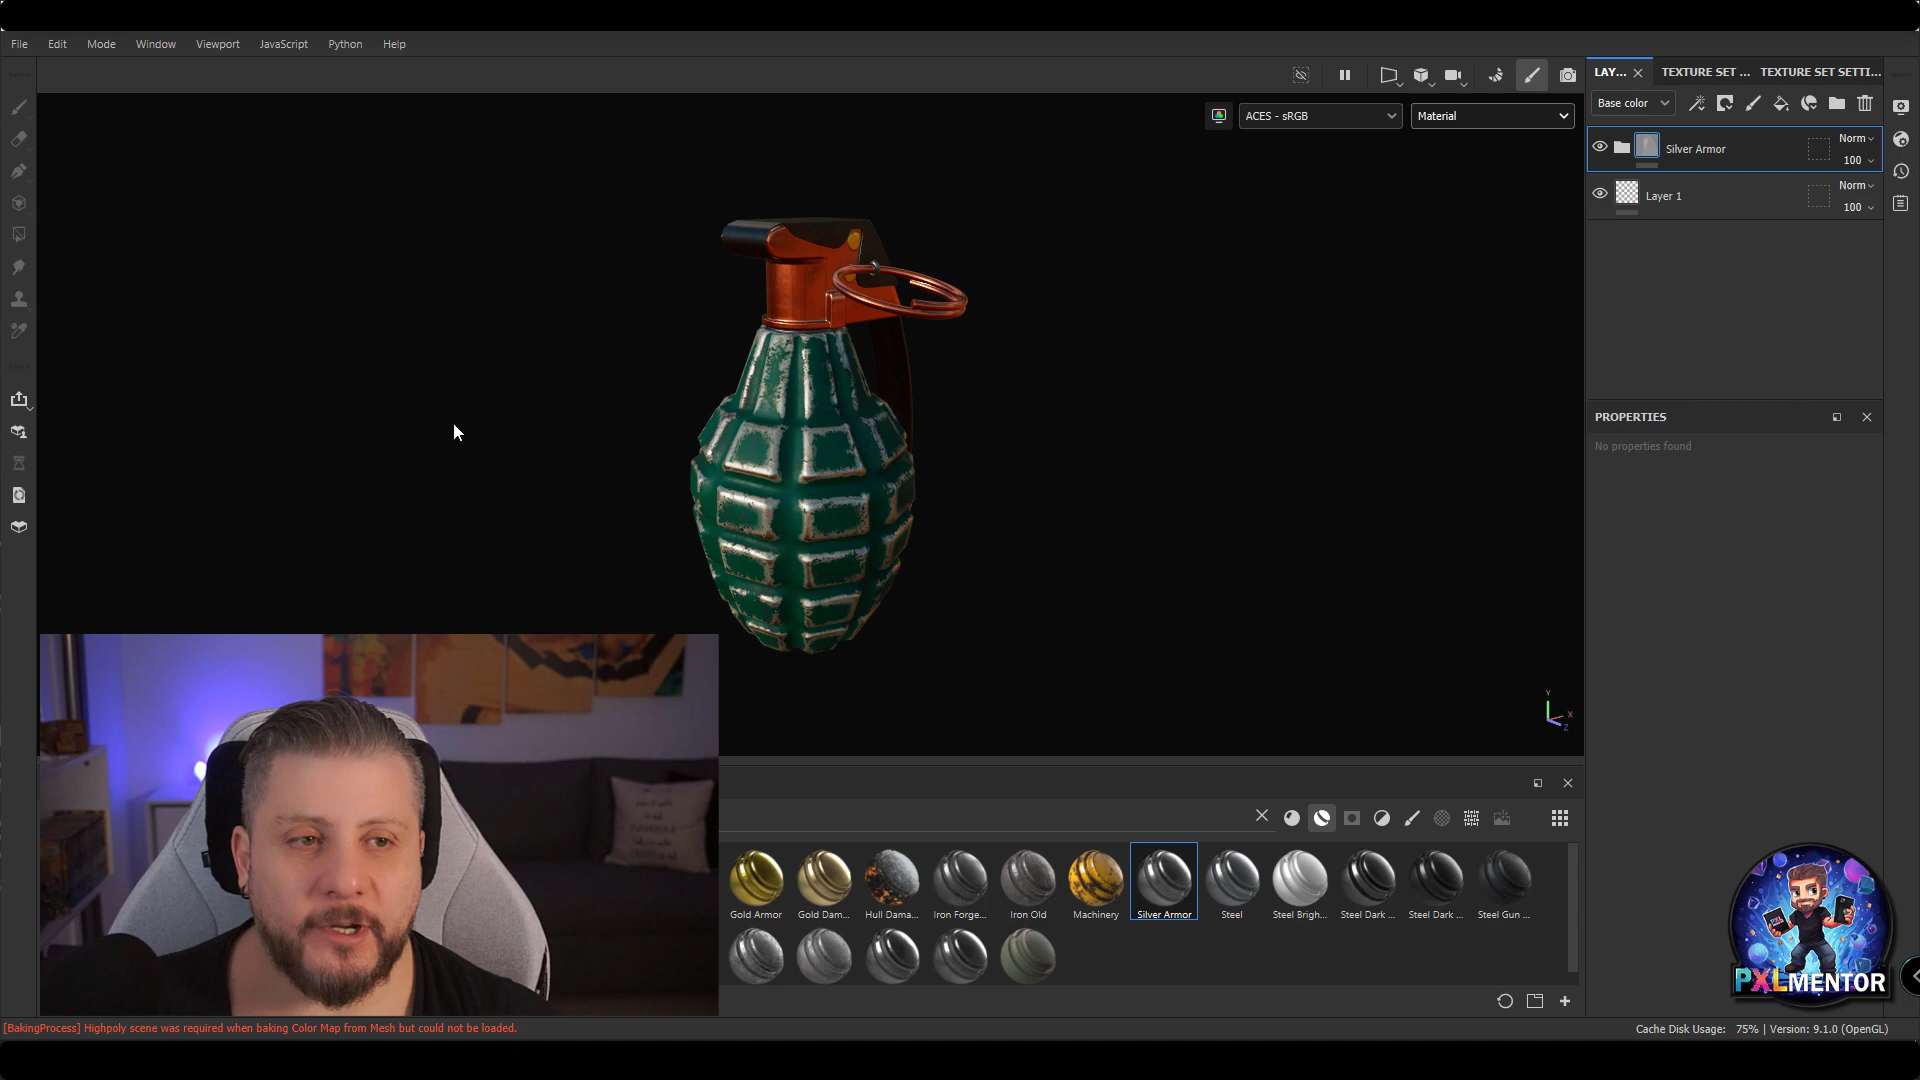 File Edit Mode Window Viewport JavaScript Python Help
LAY... TEXTURE SET ... TEXTURE SET SETTI...
Base color
ACES - sRGB Material
Norm
Silver Armor
100
Norm
Layer 1
100
PROPERTIES
No properties found
Y
X
Z
Gold Armor Gold Dam... Hull Dama... Iron Forge... Iron Old Machinery Silver Armor Steel Steel Brigh... Steel Dark ... Steel Dark ... Steel Gun ...
PXL
PXLMENTOR
[BakingProcess] Highpoly scene was required when baking Color Map from Mesh but could not be loaded.
Cache Disk Usage: 75% | Version: 9.1.0 (OpenGL)